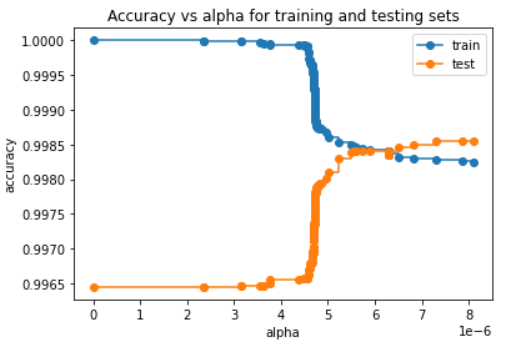 Accuracy vs alpha for training and testing sets
1.0000
0.9995
0.9990
0.9985
0.9980
0.9975
0.9970
0.9965
accuracy
train
test
0 1 2 3 4 5 6 7 8
1e−6
alpha